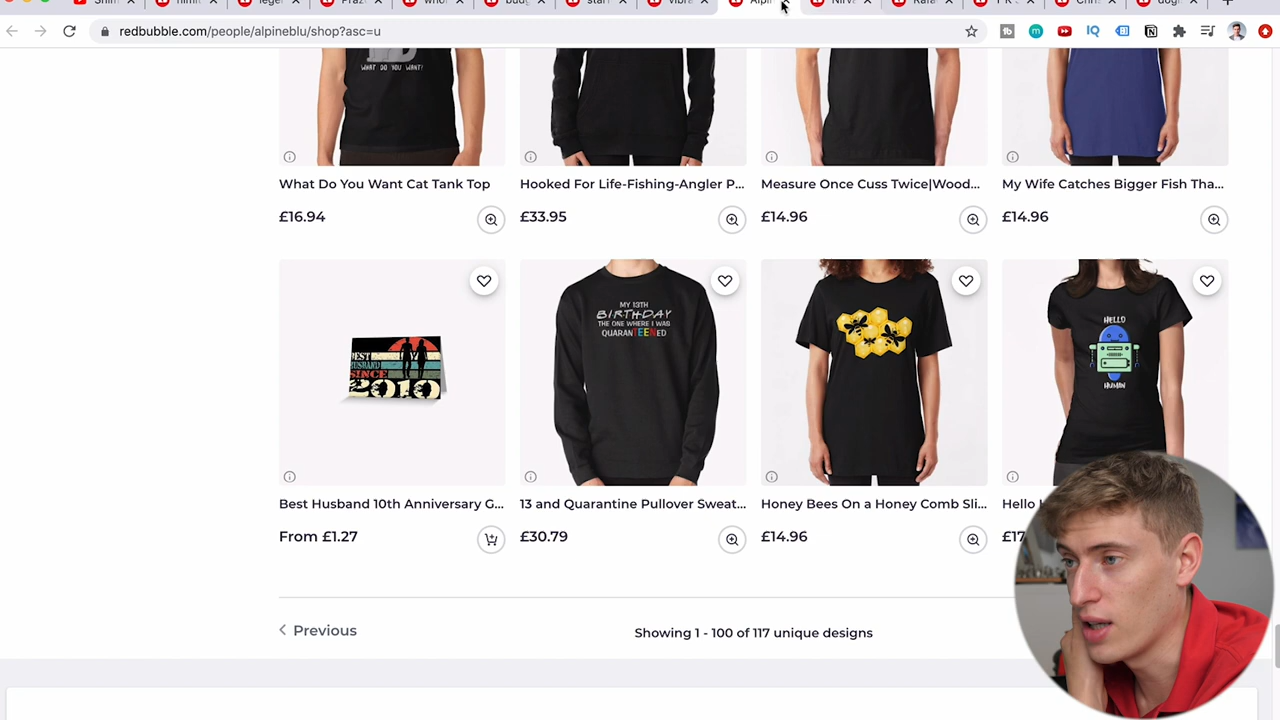 redbubble.com/people/alpineblu/shop?asc=u
WHAT DO YOU WANT?
What Do You Want Cat Tank Top
Hooked For Life-Fishing-Angler P...
Measure Once Cuss Twice|Wood...
My Wife Catches Bigger Fish Tha...
£16.94
£33.95
£14.96
£14.96
BEST
HUSBAND
SINCE
2010
MY 13TH
BIRTHDAY
THE ONE WHERE I WAS
QUARANTEENED
HELLO
HUMAN
Best Husband 10th Anniversary G...
13 and Quarantine Pullover Sweat...
Honey Bees On a Honey Comb Sli...
Hello
From £1.27
£30.79
£14.96
£17
Previous
Showing 1 - 100 of 117 unique designs